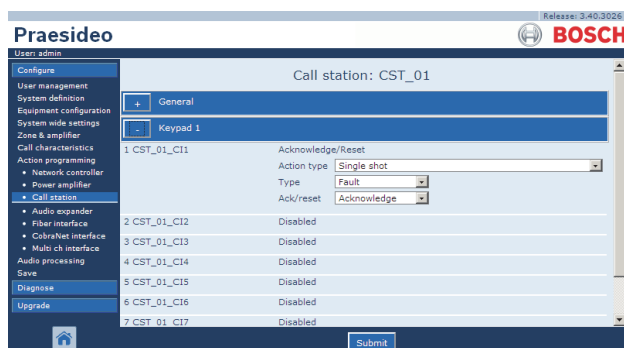 Release: 3.40.3026
Praesideo
BOSCH
User: admin
Configure
User management
System definition
Equipment configuration
System wide settings
Zone & amplifier
Call characteristics
Action programming
• Network controller
• Power amplifier
• Call station
• Audio expander
• Fiber interface
• CobraNet interface
• Multi ch interface
Audio processing
Save
Diagnose
Upgrade
Call station: CST_01
+ General
- Keypad 1
1 CST_01_CI1 Acknowledge/Reset
Action type Single shot
Type Fault
Ack/reset Acknowledge
2 CST_01_CI2 Disabled
3 CST_01_CI3 Disabled
4 CST_01_CI4 Disabled
5 CST_01_CI5 Disabled
6 CST_01_CI6 Disabled
7 CST_01_CI7 Disabled
Submit